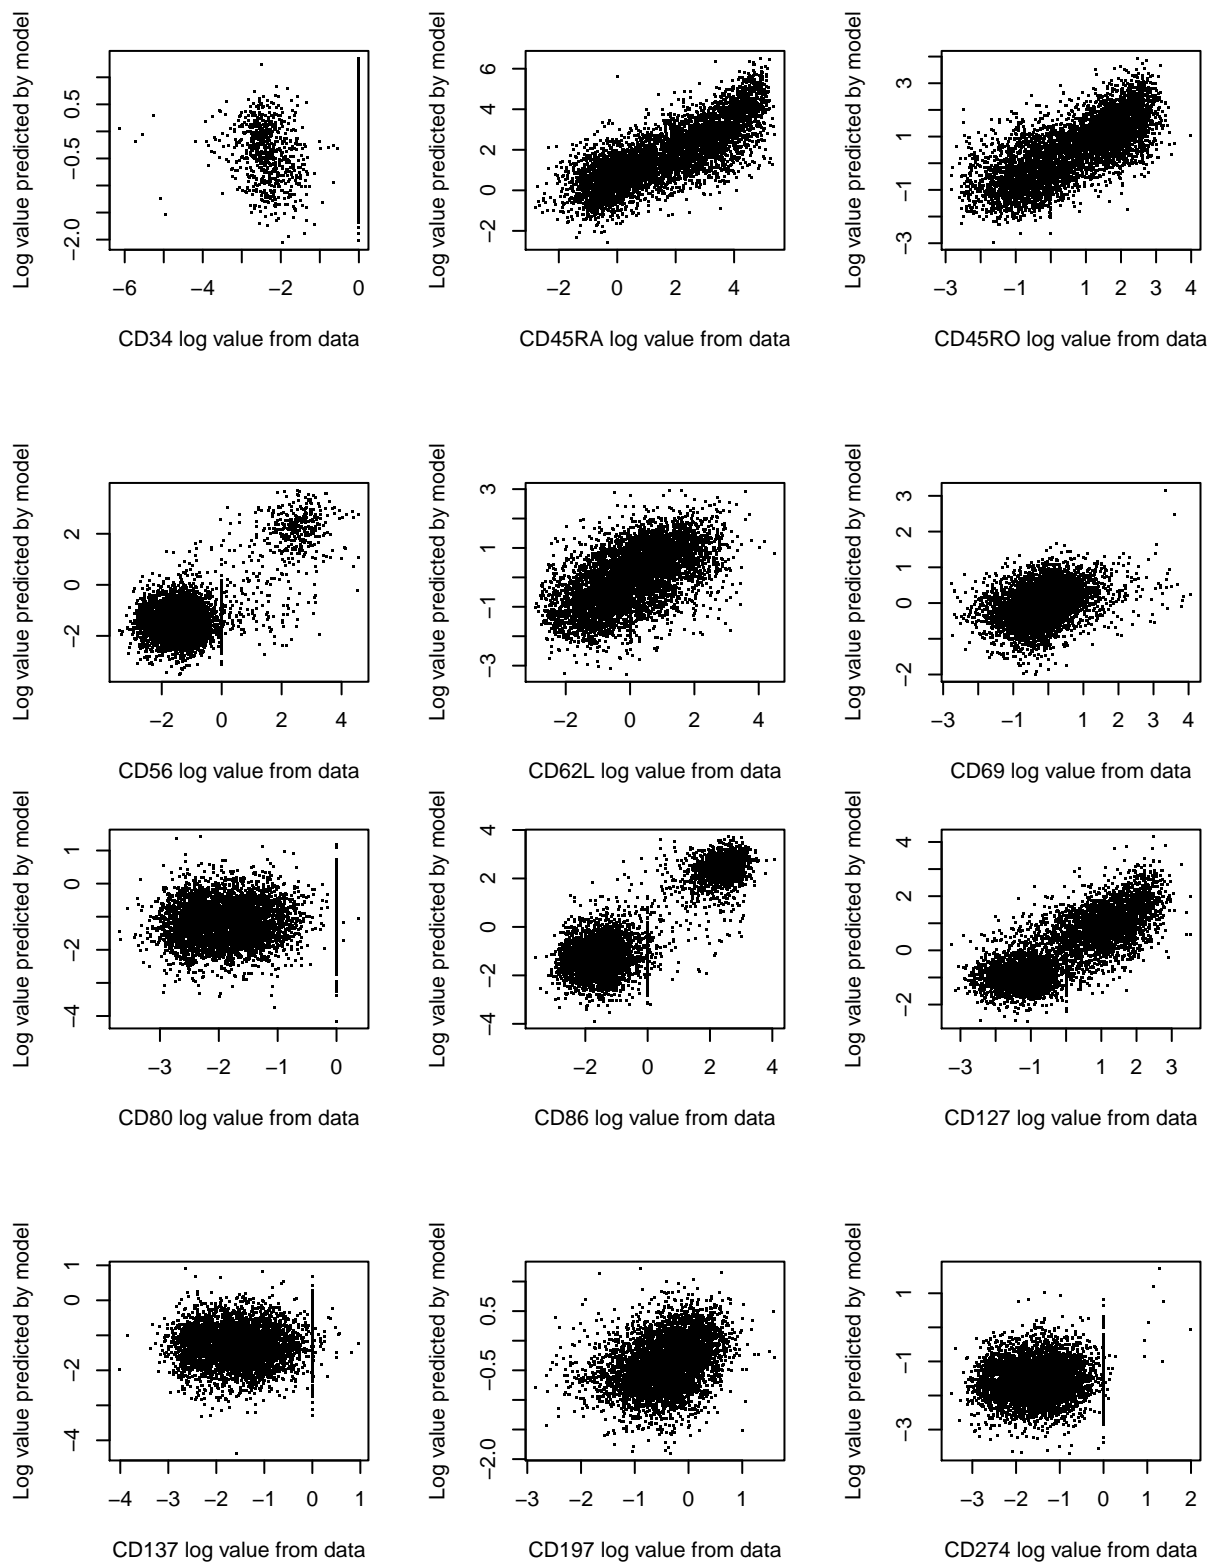 Log value predicted by model
0.5
−0.5
−2.0
−6 −4 −2 0
CD34 log value from data
Log value predicted by model
6
4
2
0
−2
−2 0 2 4
CD45RA log value from data
Log value predicted by model
3
1
−1
−3
−3 −1 1 2 3 4
CD45RO log value from data
Log value predicted by model
2
0
−2
−2 0 2 4
CD56 log value from data
Log value predicted by model
3
1
−1
−3
−2 0 2 4
CD62L log value from data
Log value predicted by model
3
2
0
−2
−3 −1 1 2 3 4
CD69 log value from data
Log value predicted by model
1
0
−2
−4
−3 −2 −1 0
CD80 log value from data
Log value predicted by model
4
2
0
−2
−4
−2 0 2 4
CD86 log value from data
Log value predicted by model
4
2
0
−2
−3 −1 1 2 3
CD127 log value from data
Log value predicted by model
1
0
−2
−4
−4 −3 −2 −1 0 1
CD137 log value from data
Log value predicted by model
0.5
−0.5
−2.0
−3 −2 −1 0 1
CD197 log value from data
Log value predicted by model
1
−1
−3
−3 −2 −1 0 1 2
CD274 log value from data